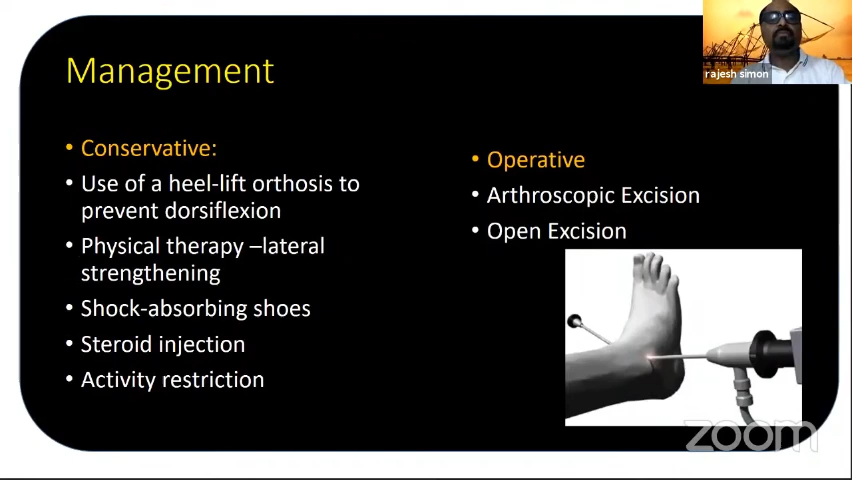 Management
rajesh simon
• Conservative:
• Use of a heel-lift orthosis to
prevent dorsiflexion
• Physical therapy –lateral
strengthening
• Shock-absorbing shoes
• Steroid injection
• Activity restriction
• Operative
• Arthroscopic Excision
• Open Excision
zoom